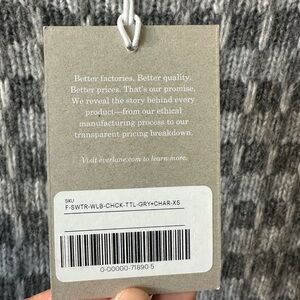 Better factories. Better quality.
Better prices. That's our promise.
We reveal the story behind every
product—from our ethical
manufacturing process to our
transparent pricing breakdown.
Visit everlane.com to learn more.
SKU
F-SWTR-WLB-CHCK-TTL-GRY+CHAR-XS
0-00000-71890-5